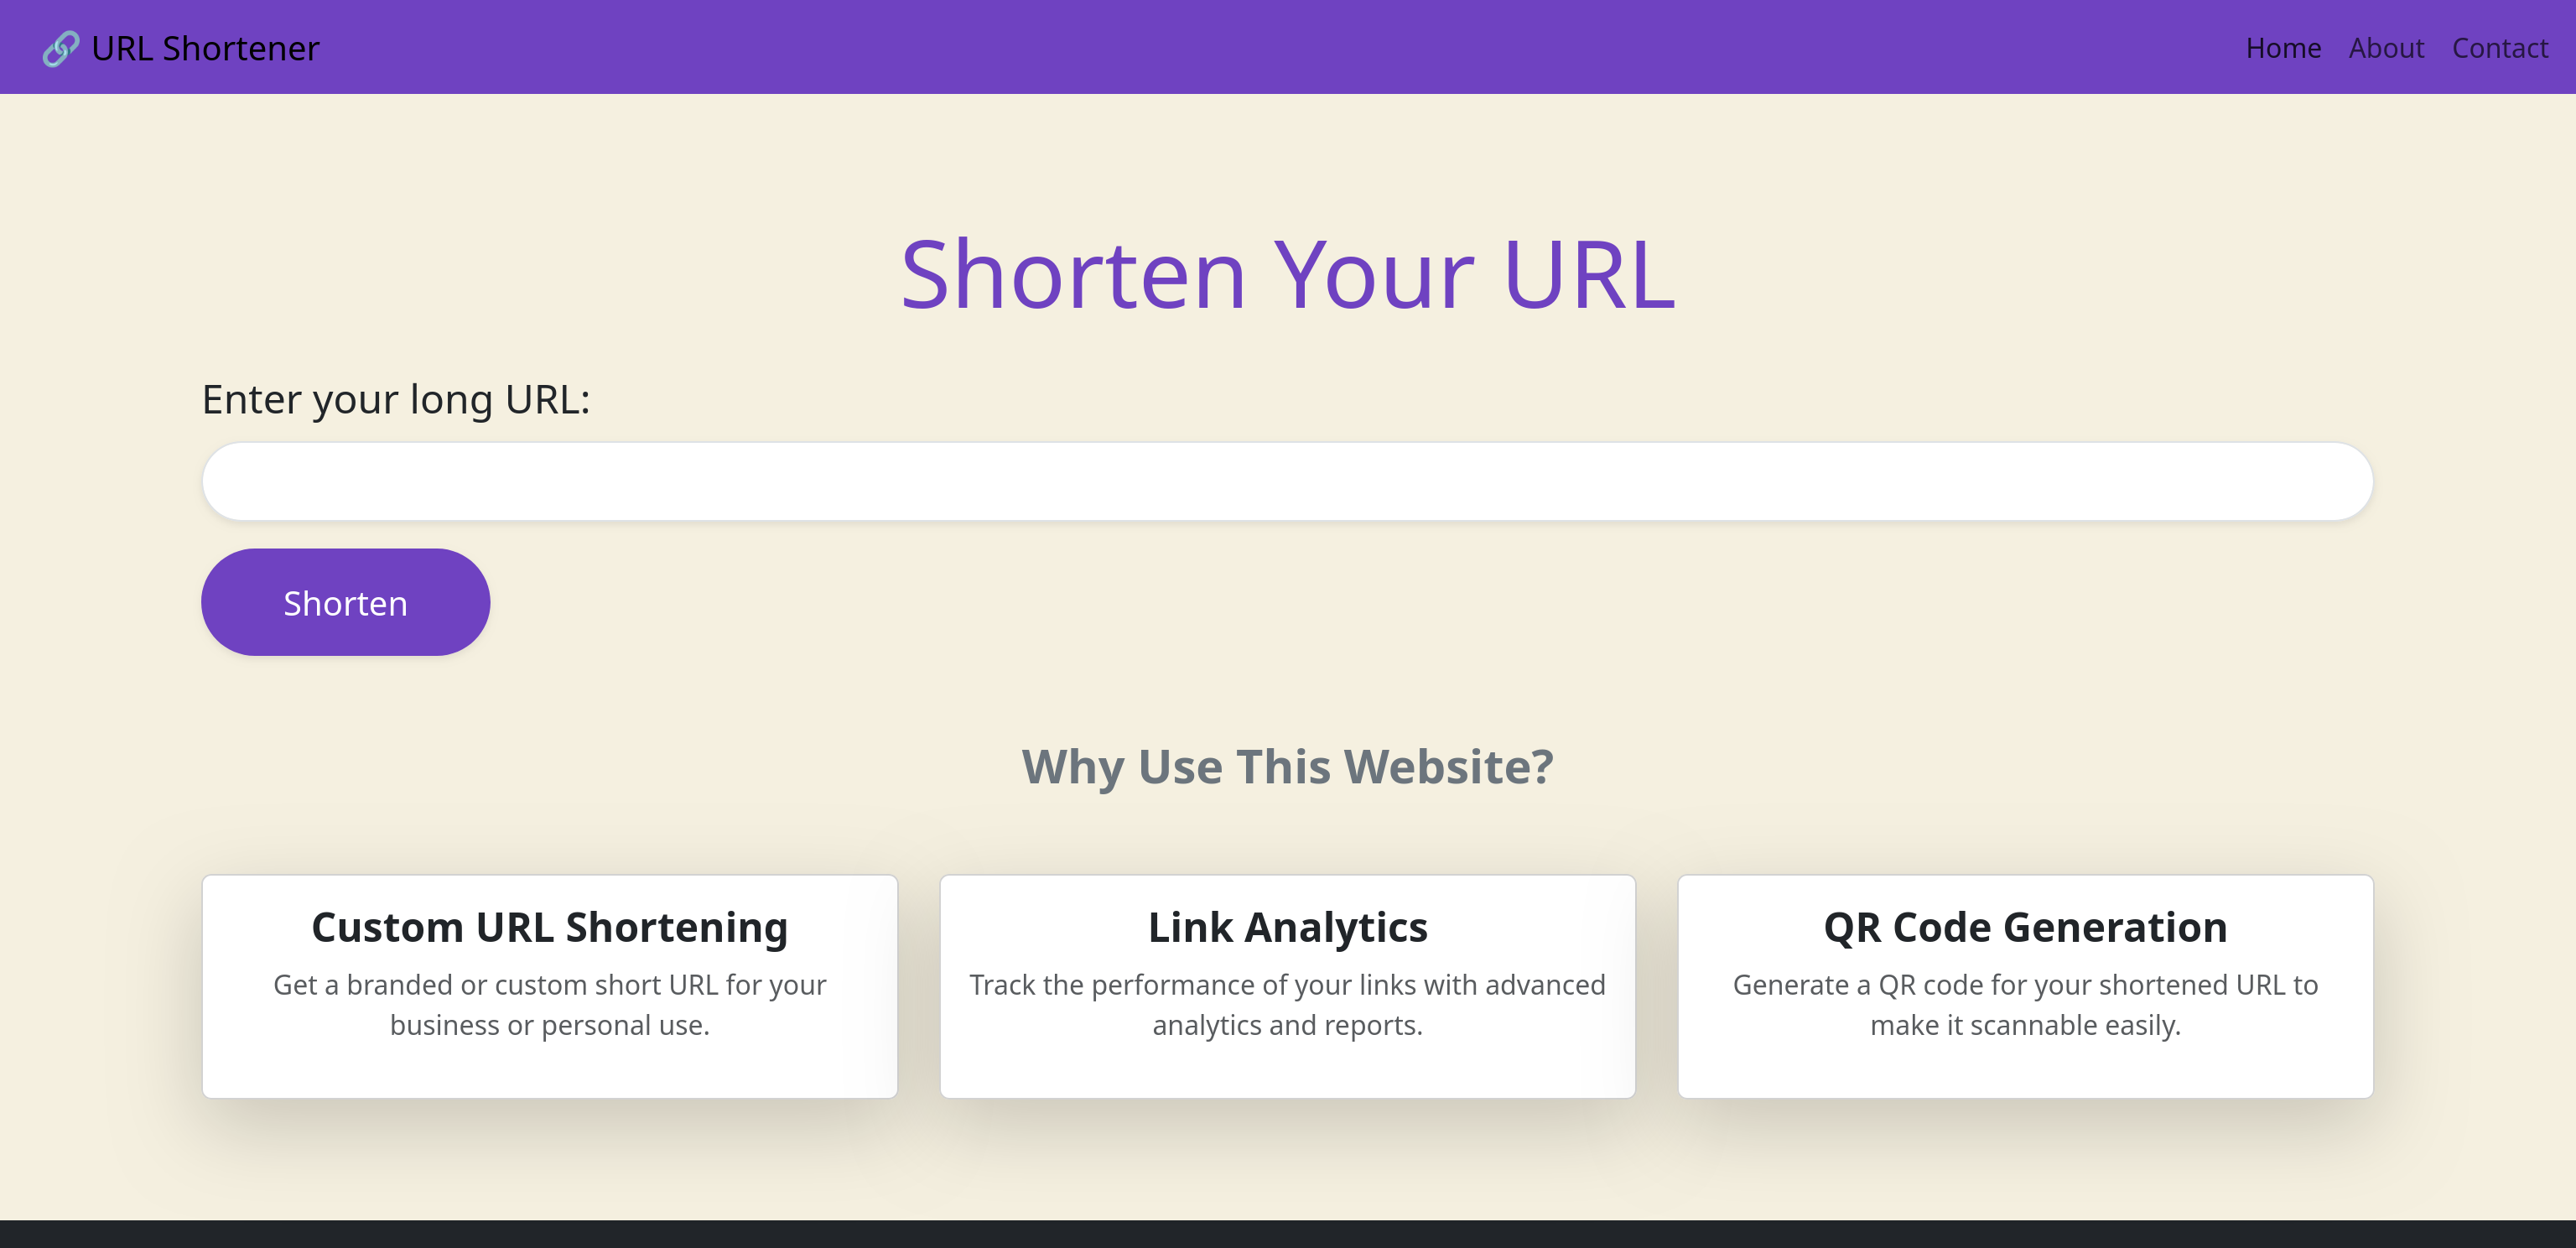 🔗 URL Shortener
Home About Contact
Shorten Your URL
Enter your long URL:
Shorten
Why Use This Website?
Custom URL Shortening
Get a branded or custom short URL for your
business or personal use.
Link Analytics
Track the performance of your links with advanced
analytics and reports.
QR Code Generation
Generate a QR code for your shortened URL to
make it scannable easily.